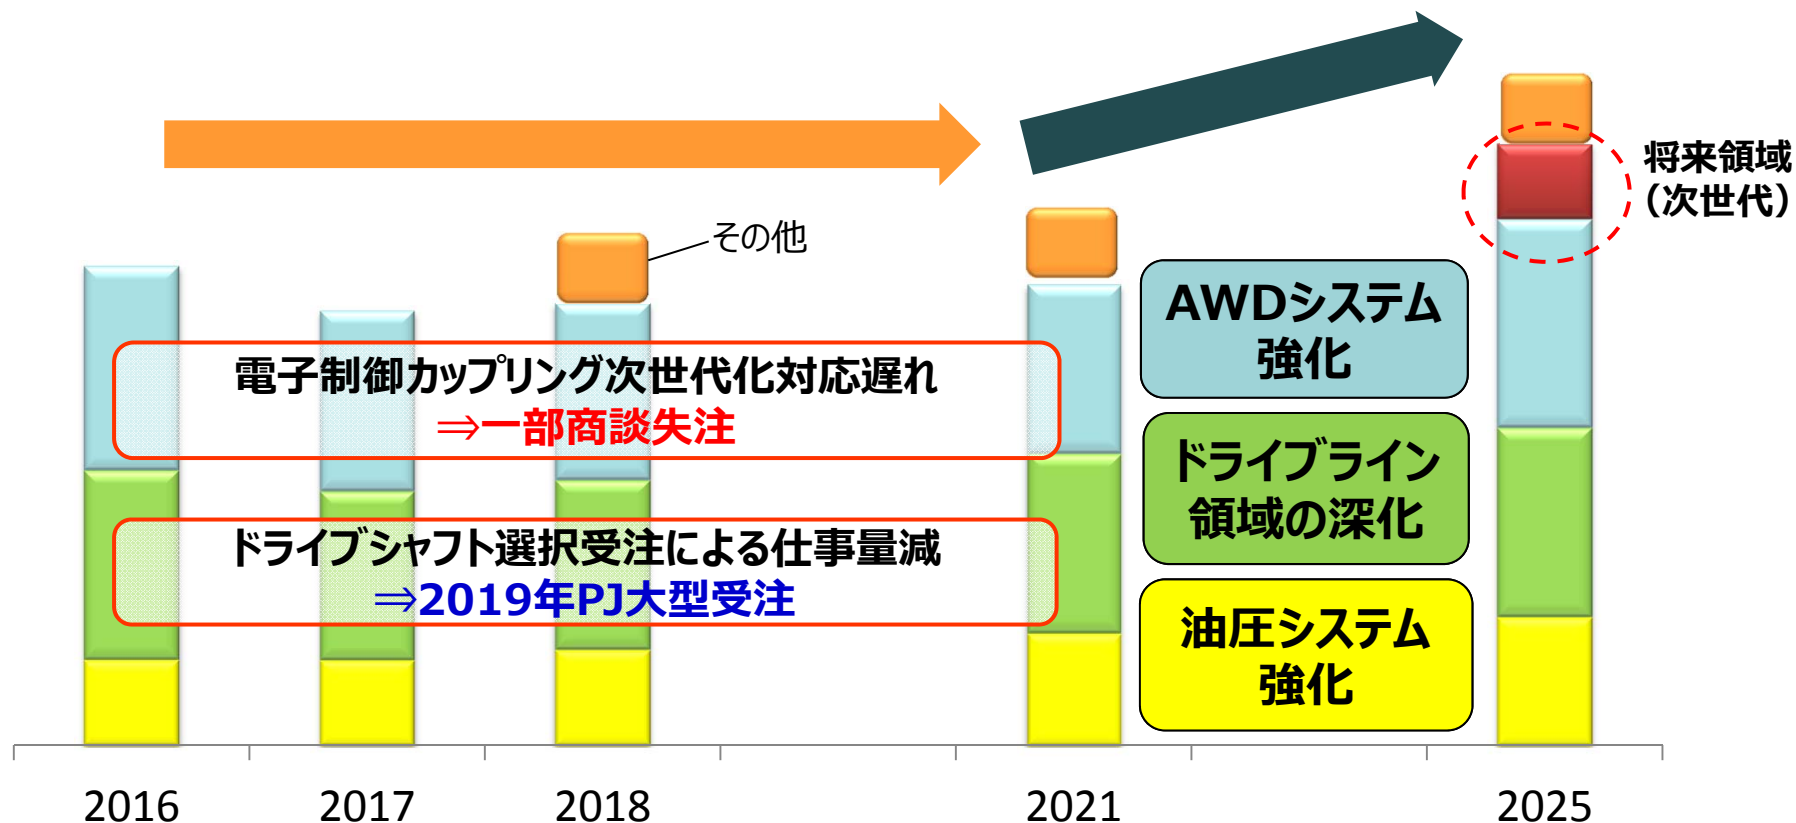 将来領域
（次世代）
その他
AWDシステム
強化
電子制御カップリング次世代化対応遅れ
⇒一部商談失注
ドライブライン
領域の深化
ドライブシャフト選択受注による仕事量減
⇒2019年PJ大型受注
油圧システム
強化
2016
2017
2018
2021
2025